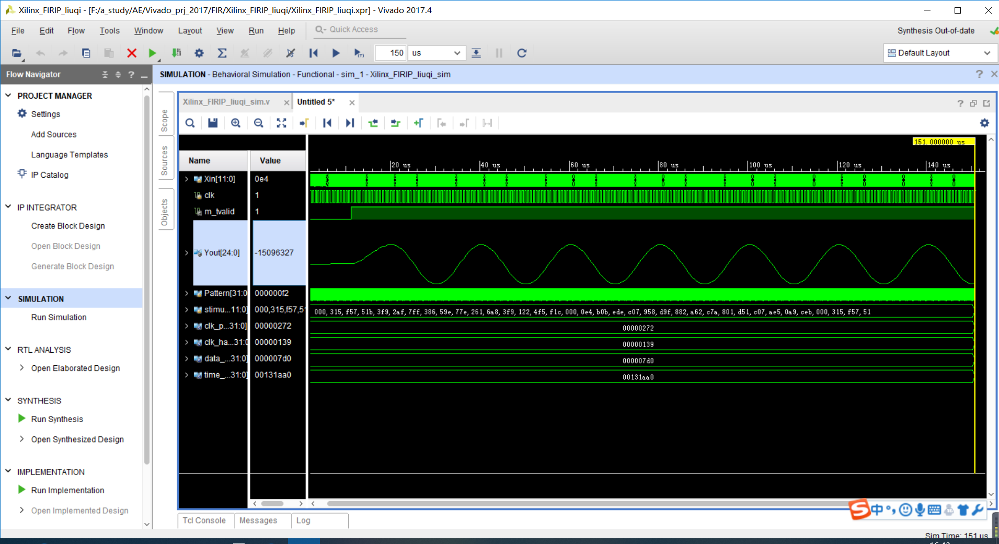 Xilinx_FIRIP_liuqi - [F:/a_study/AE/Vivado_prj_2017/FIR/Xilinx_FIRIP_liuqi/Xilinx_FIRIP_liuqi.xpr] - Vivado 2017.4
File Edit Flow Tools Window Layout View Run Help Quick Access Synthesis Out-of-date
150 us Default Layout
Flow Navigator
SIMULATION - Behavioral Simulation - Functional - sim_1 - Xilinx_FIRIP_liuqi_sim
PROJECT MANAGER
Settings
Add Sources
Language Templates
IP Catalog
IP INTEGRATOR
Create Block Design
Open Block Design
Generate Block Design
SIMULATION
Run Simulation
RTL ANALYSIS
Open Elaborated Design
SYNTHESIS
Run Synthesis
Open Synthesized Design
IMPLEMENTATION
Run Implementation
Open Implemented Design
Scope
Sources
Objects
Xilinx_FIRIP_liuqi_sim.v Untitled 5*
151.000000 us
Name Value
20 us 40 us 60 us 80 us 100 us 120 us 140 us
Xin[11:0] 0e4
clk 1
m_tvalid 1
Yout[24:0] -15096327
Pattern[31:0 000000f2
stimu...11:0] 000,315,f57,51 000,315,f57,51b,3f9,2af,7ff,386,59e,77e,261,6a8,3f9,122,4f5,f1c,000,0e4,b0b,ede,c07,958,d9f,882,a62,c7a,801,d51,c07,ae5,0a9,ceb,000,315,f57,51
clk_p...31:0] 00000272 00000272
clk_ha...31:0 00000139 00000139
data_...31:0] 000007d0 000007d0
time_...31:0] 00131aa0 00131aa0
Tcl Console Messages Log
中
Sim Time: 151 us